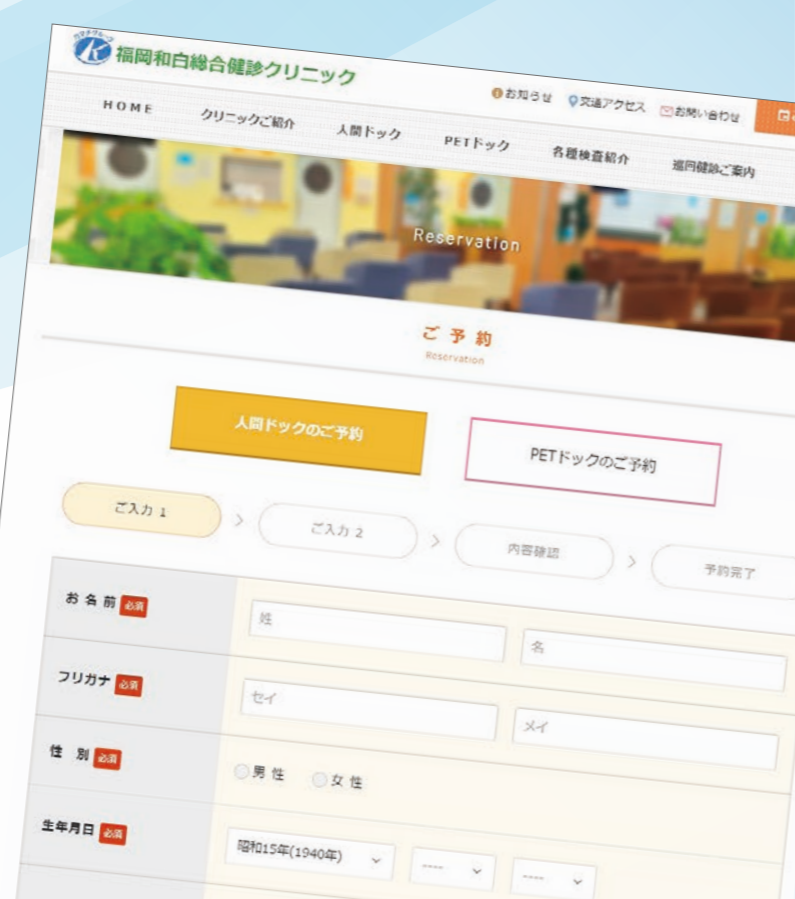 カマチグループ
K
福岡和白総合健診クリニック
お知らせ 交通アクセス お問い合わせ
HOME クリニックご紹介 人間ドック PETドック 各種検査紹介 巡回健診ご案内
Reservation
ご予約
Reservation
人間ドックのご予約 PETドックのご予約
ご入力 1 > ご入力 2 > 内容確認 > 予約完了
お名前 必須 姓 名
フリガナ 必須 セイ メイ
性 別 必須 男性 女性
生年月日 必須 昭和15年(1940年) ---- ----